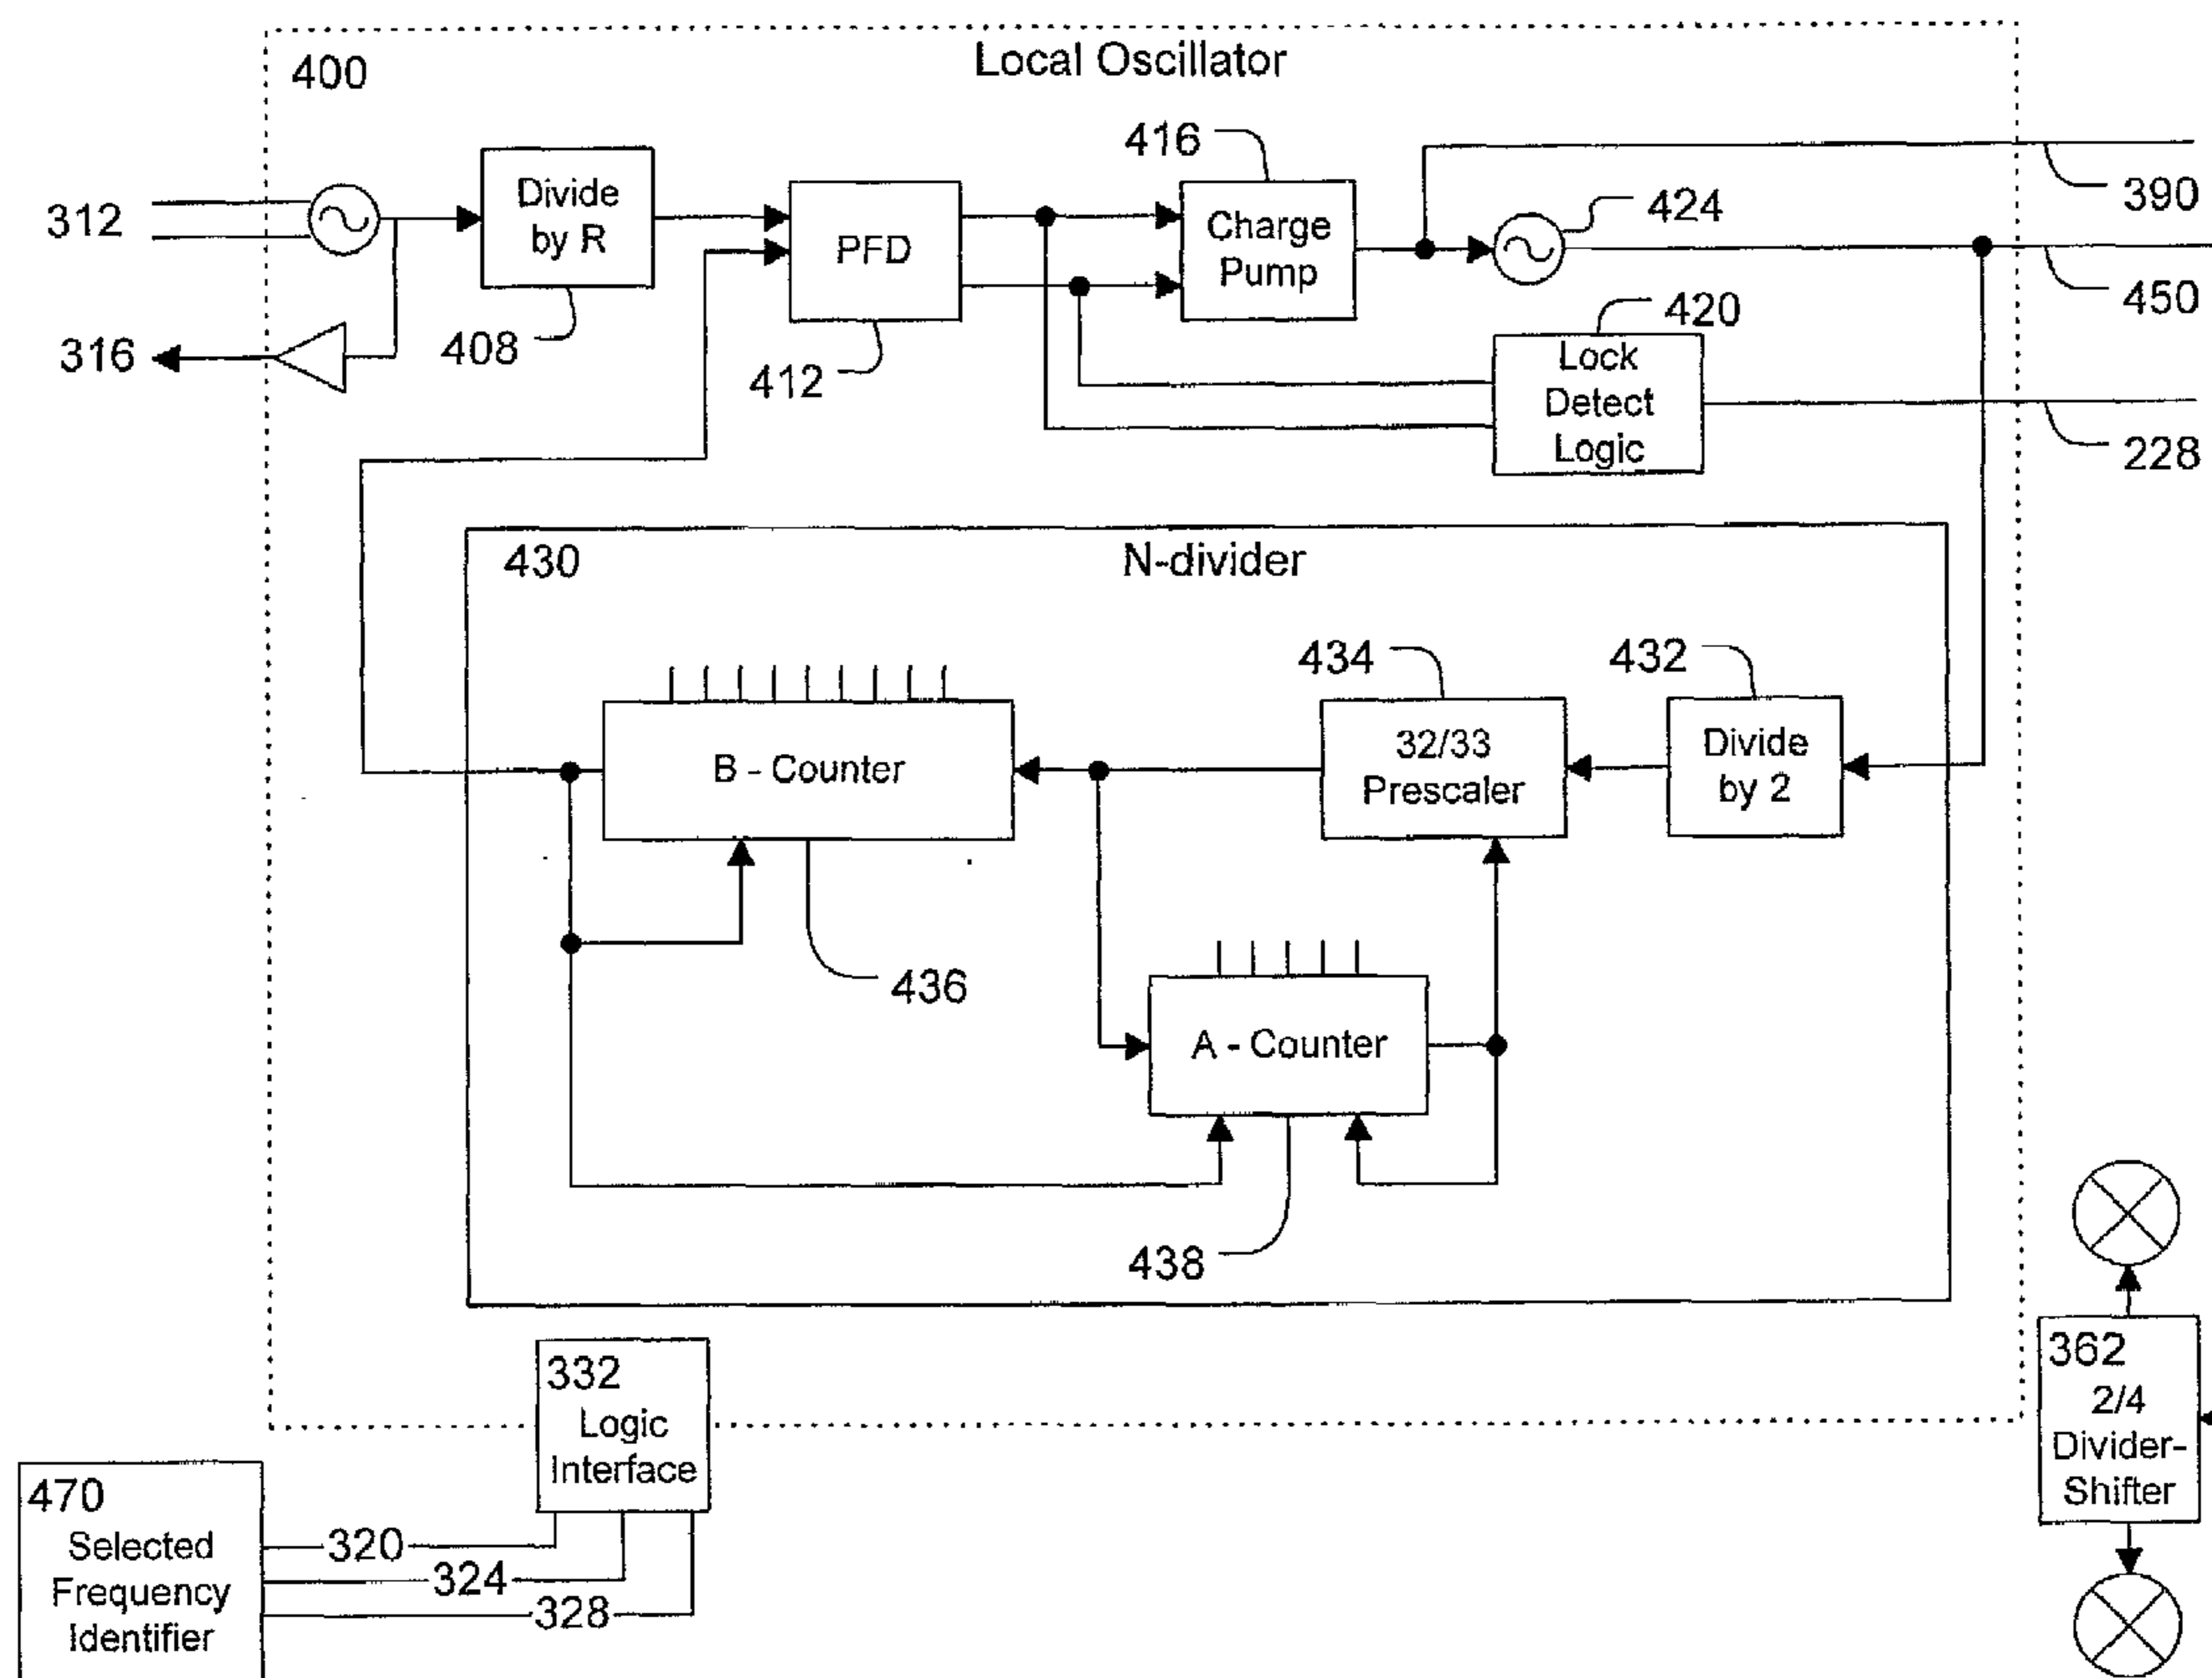 Local Oscillator
400
416
312
Divide
by R
PFD
Charge
Pump
424
390
450
316
408
412
420
Lock
Detect
Logic
228
430
N-divider
434
432
B - Counter
32/33
Prescaler
Divide
by 2
436
A - Counter
438
332
Logic
Interface
362
2/4
Divider-
Shifter
470
Selected
Frequency
Identifier
320
324
328